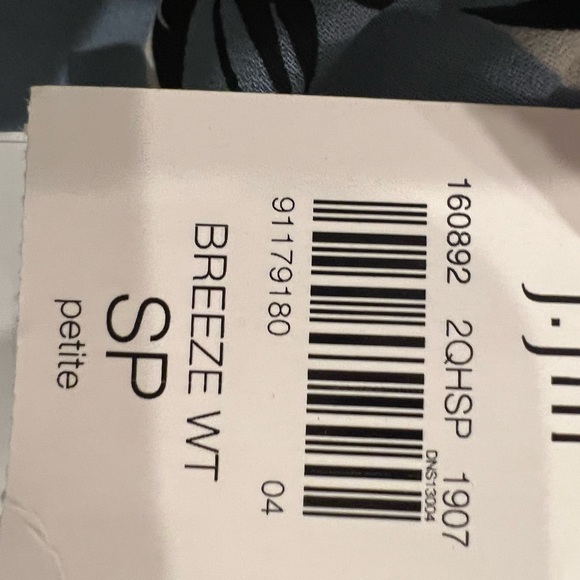 160892 2QHSP 1907
DNS13004
91179180 04
BREEZE WT
SP
petite